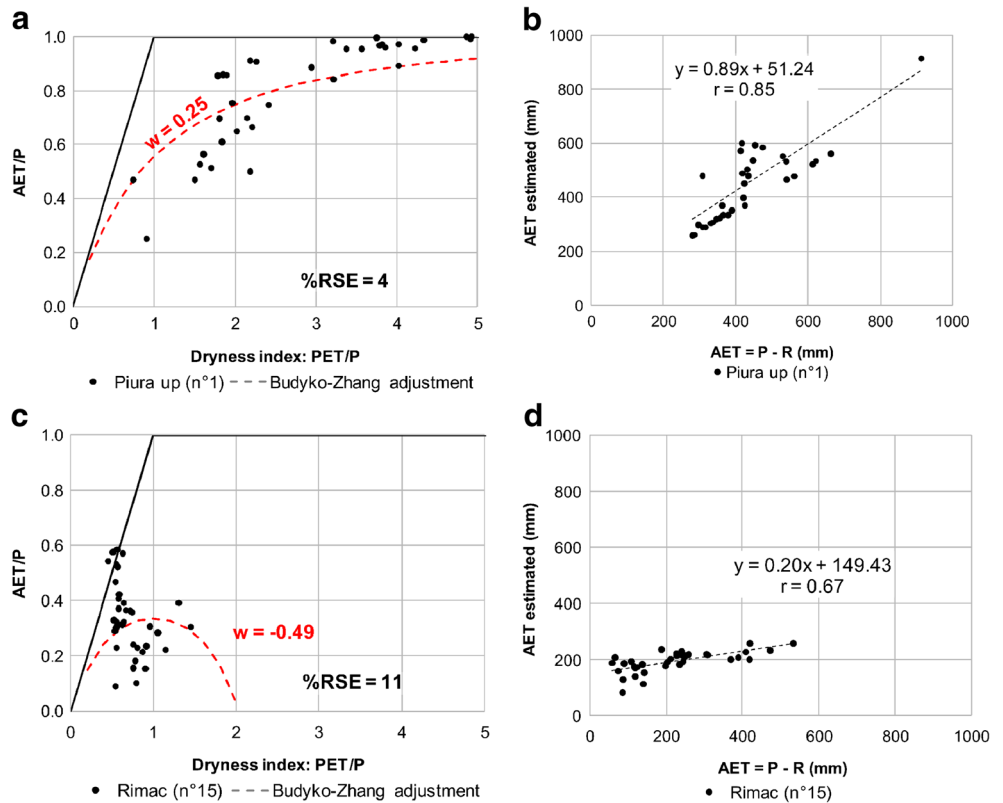 a
1.0
0.8
0.6
0.4
0.2
0.0
AET/P
w = 0.25
%RSE = 4
0 1 2 3 4 5
Dryness index: PET/P
Piura up (n°1) Budyko-Zhang adjustment
b
1000
800
600
400
200
0
AET estimated (mm)
y = 0.89x + 51.24
r = 0.85
0 200 400 600 800 1000
AET = P - R (mm)
Piura up (n°1)
c
1.0
0.8
0.6
0.4
0.2
0.0
AET/P
w = -0.49
%RSE = 11
0 1 2 3 4 5
Dryness index: PET/P
Rimac (n°15) Budyko-Zhang adjustment
d
1000
800
600
400
200
0
AET estimated (mm)
y = 0.20x + 149.43
r = 0.67
0 200 400 600 800 1000
AET = P - R (mm)
Rimac (n°15)